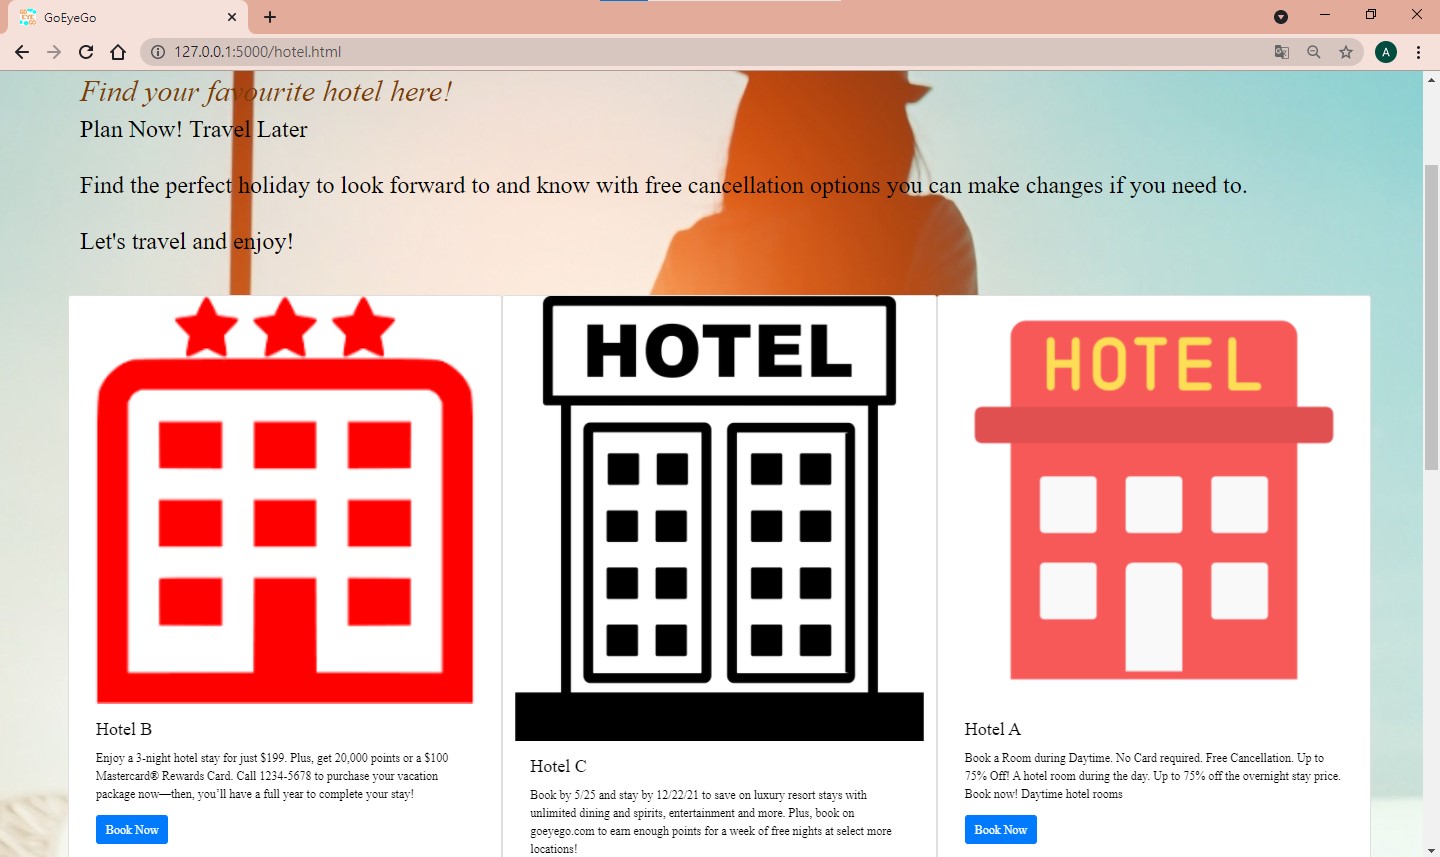 GoEyeGo
127.0.0.1:5000/hotel.html
A
Find your favourite hotel here!
Plan Now! Travel Later
Find the perfect holiday to look forward to and know with free cancellation options you can make changes if you need to.
Let's travel and enjoy!
HOTEL
HOTEL
Hotel B
Enjoy a 3-night hotel stay for just $199. Plus, get 20,000 points or a $100
Mastercard® Rewards Card. Call 1234-5678 to purchase your vacation
package now—then, you’ll have a full year to complete your stay!
Book Now
Hotel C
Book by 5/25 and stay by 12/22/21 to save on luxury resort stays with
unlimited dining and spirits, entertainment and more. Plus, book on
goeyego.com to earn enough points for a week of free nights at select more
locations!
Hotel A
Book a Room during Daytime. No Card required. Free Cancellation. Up to
75% Off! A hotel room during the day. Up to 75% off the overnight stay price.
Book now! Daytime hotel rooms
Book Now